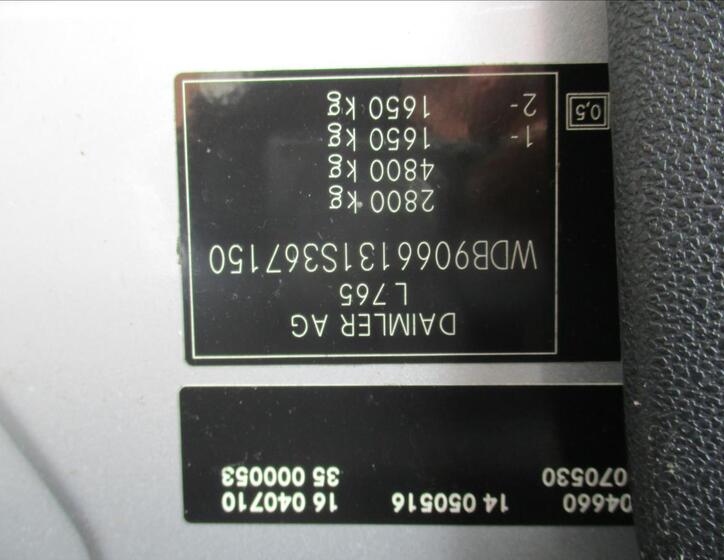 04660 14 050516 16 040710
070530 35 000053
DAIMLER AG
L 765
WDB9066131S367150
2800 kg
4800 kg
1- 1650 kg
2- 1650 kg
0,5